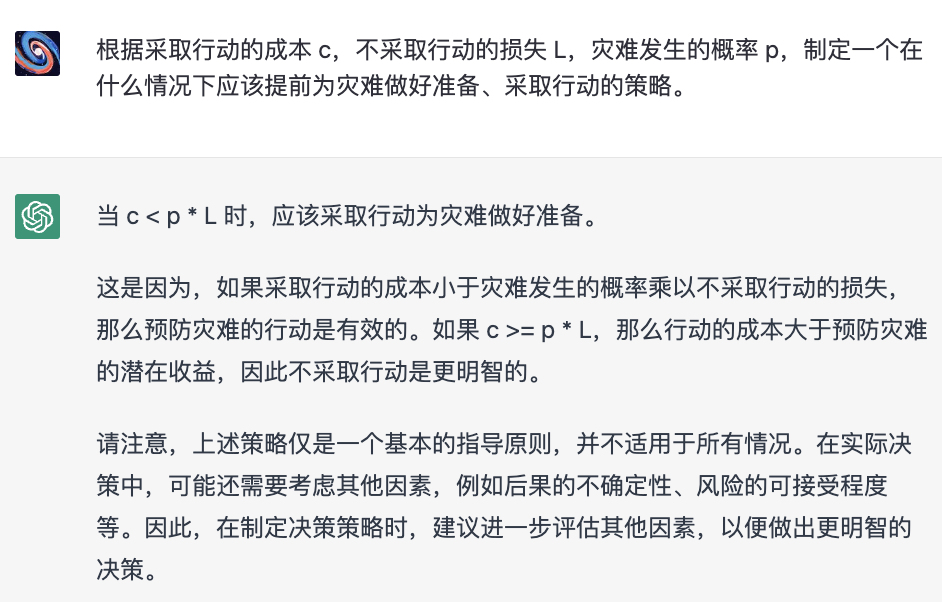 根据采取行动的成本 c，不采取行动的损失 L，灾难发生的概率 p，制定一个在
什么情况下应该提前为灾难做好准备、采取行动的策略。
当 c < p * L 时，应该采取行动为灾难做好准备。
这是因为，如果采取行动的成本小于灾难发生的概率乘以不采取行动的损失，
那么预防灾难的行动是有效的。如果 c >= p * L，那么行动的成本大于预防灾难
的潜在收益，因此不采取行动是更明智的。
请注意，上述策略仅是一个基本的指导原则，并不适用于所有情况。在实际决
策中，可能还需要考虑其他因素，例如后果的不确定性、风险的可接受程度
等。因此，在制定决策策略时，建议进一步评估其他因素，以便做出更明智的
决策。